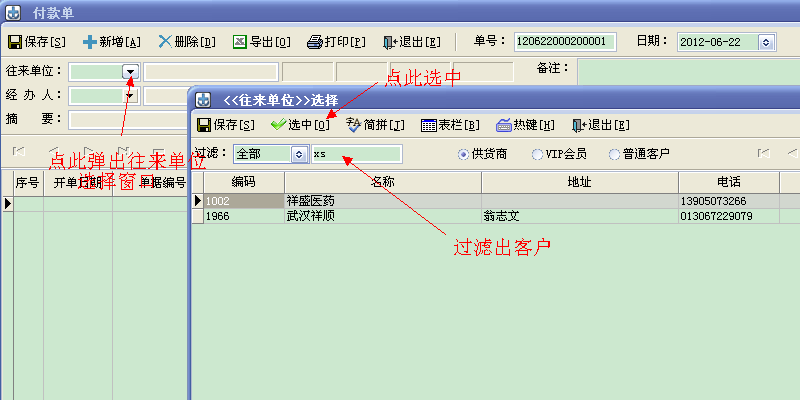 付款单
保存[S] 新增[A] 删除[D] 导出[O] 打印[P] 退出[E] 单号： 120622000200001 日期： 2012-06-22
往来单位： 备注：
点此选中
经 办 人：
<<往来单位>>选择
摘 要：
保存[S] 选中[O] 简拼[J] 表栏[B] 热键[H] 退出[E]
点此弹出往来单位
选择窗口
过滤： 全部 xs 供货商 VIP会员 普通客户
序号 开单日期 单据编号
编码 名称 地址 电话
1002 祥盛医药 13905073266
1966 武汉祥顺 翁志文 013067229079
过滤出客户